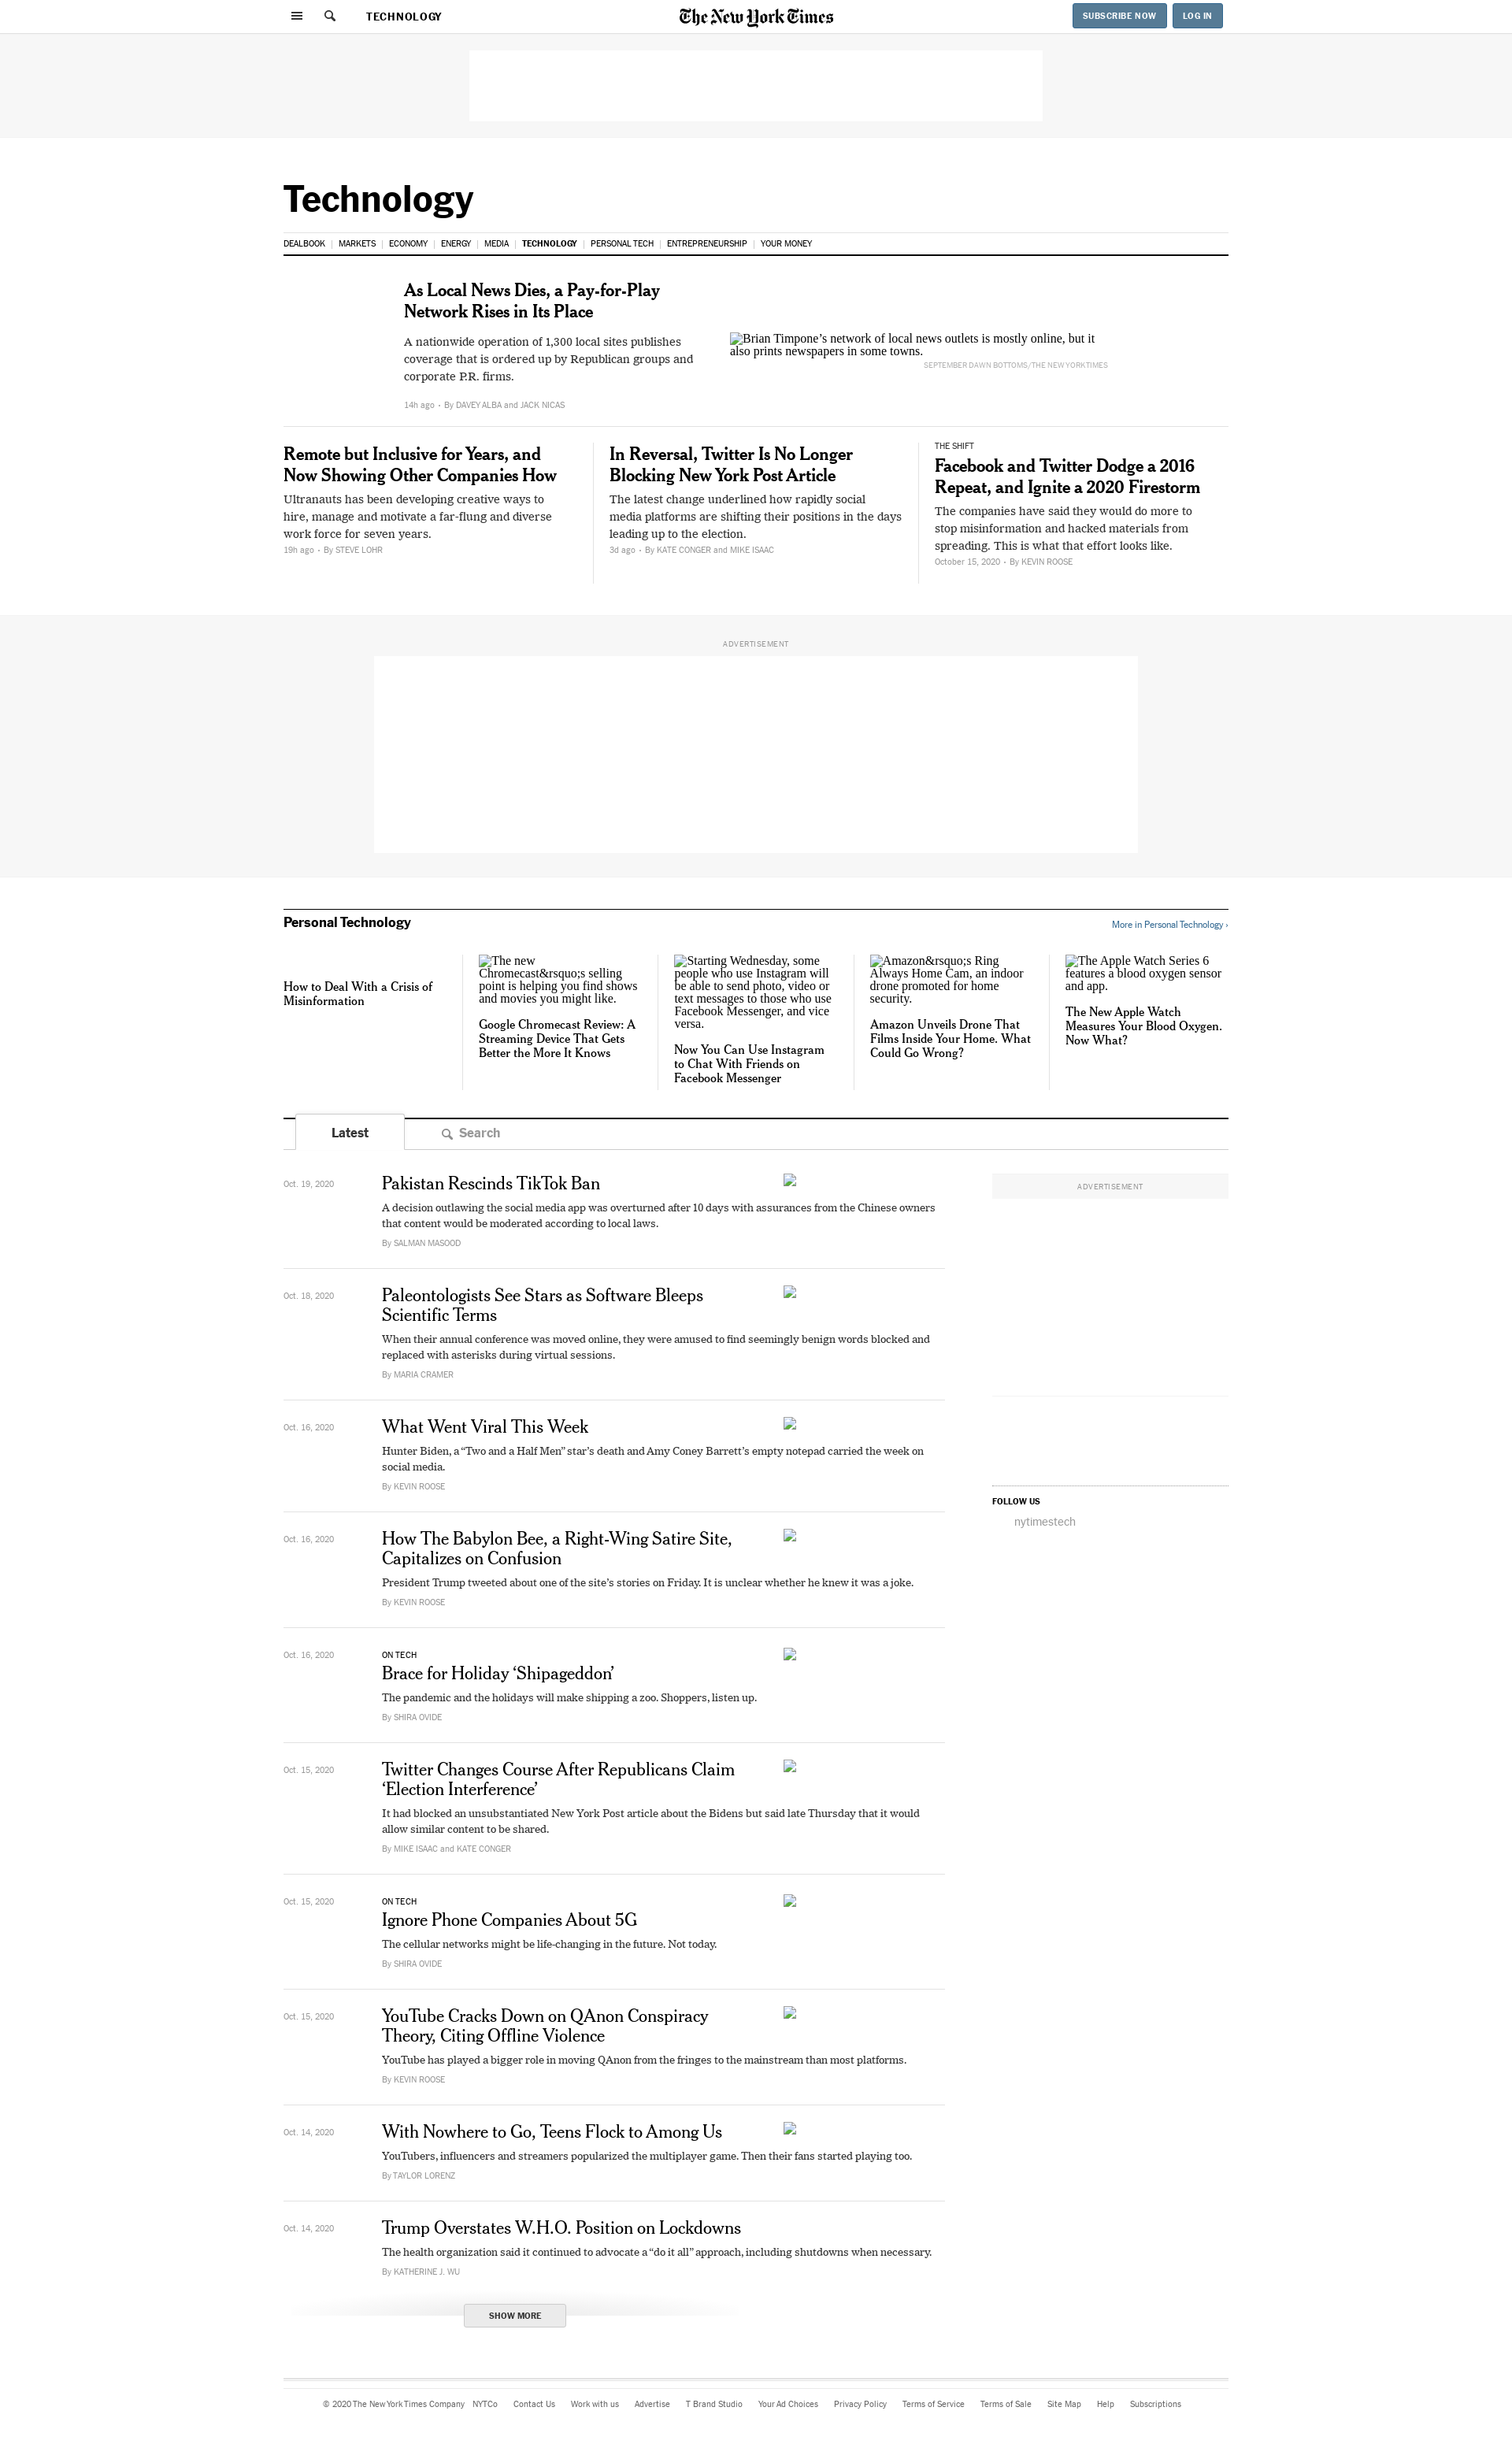 TECHNOLOGY
The New York Times
SUBSCRIBE NOW
LOG IN
Technology
DEALBOOK
MARKETS
ECONOMY
ENERGY
MEDIA
TECHNOLOGY
PERSONAL TECH
ENTREPRENEURSHIP
YOUR MONEY
As Local News Dies, a Pay-for-Play
Network Rises in Its Place
A nationwide operation of 1,300 local sites publishes
coverage that is ordered up by Republican groups and
corporate P.R. firms.
14h ago • By DAVEY ALBA and JACK NICAS
Brian Timpone’s network of local news outlets is mostly online, but it
also prints newspapers in some towns.
SEPTEMBER DAWN BOTTOMS/THE NEW YORK TIMES
Remote but Inclusive for Years, and
Now Showing Other Companies How
Ultranauts has been developing creative ways to
hire, manage and motivate a far-flung and diverse
work force for seven years.
19h ago • By STEVE LOHR
In Reversal, Twitter Is No Longer
Blocking New York Post Article
The latest change underlined how rapidly social
media platforms are shifting their positions in the days
leading up to the election.
3d ago • By KATE CONGER and MIKE ISAAC
THE SHIFT
Facebook and Twitter Dodge a 2016
Repeat, and Ignite a 2020 Firestorm
The companies have said they would do more to
stop misinformation and hacked materials from
spreading. This is what that effort looks like.
October 15, 2020 • By KEVIN ROOSE
ADVERTISEMENT
Personal Technology
More in Personal Technology ›
How to Deal With a Crisis of
Misinformation
The new
Chromecast&rsquo;s selling
point is helping you find shows
and movies you might like.
Google Chromecast Review: A
Streaming Device That Gets
Better the More It Knows
Starting Wednesday, some
people who use Instagram will
be able to send photo, video or
text messages to those who use
Facebook Messenger, and vice
versa.
Now You Can Use Instagram
to Chat With Friends on
Facebook Messenger
Amazon&rsquo;s Ring
Always Home Cam, an indoor
drone promoted for home
security.
Amazon Unveils Drone That
Films Inside Your Home. What
Could Go Wrong?
The Apple Watch Series 6
features a blood oxygen sensor
and app.
The New Apple Watch
Measures Your Blood Oxygen.
Now What?
Latest
Search
Oct. 19, 2020
Pakistan Rescinds TikTok Ban
A decision outlawing the social media app was overturned after 10 days with assurances from the Chinese owners
that content would be moderated according to local laws.
By SALMAN MASOOD
ADVERTISEMENT
Oct. 18, 2020
Paleontologists See Stars as Software Bleeps
Scientific Terms
When their annual conference was moved online, they were amused to find seemingly benign words blocked and
replaced with asterisks during virtual sessions.
By MARIA CRAMER
Oct. 16, 2020
What Went Viral This Week
Hunter Biden, a “Two and a Half Men” star’s death and Amy Coney Barrett’s empty notepad carried the week on
social media.
By KEVIN ROOSE
FOLLOW US
nytimestech
Oct. 16, 2020
How The Babylon Bee, a Right-Wing Satire Site,
Capitalizes on Confusion
President Trump tweeted about one of the site’s stories on Friday. It is unclear whether he knew it was a joke.
By KEVIN ROOSE
Oct. 16, 2020
ON TECH
Brace for Holiday ‘Shipageddon’
The pandemic and the holidays will make shipping a zoo. Shoppers, listen up.
By SHIRA OVIDE
Oct. 15, 2020
Twitter Changes Course After Republicans Claim
‘Election Interference’
It had blocked an unsubstantiated New York Post article about the Bidens but said late Thursday that it would
allow similar content to be shared.
By MIKE ISAAC and KATE CONGER
Oct. 15, 2020
ON TECH
Ignore Phone Companies About 5G
The cellular networks might be life-changing in the future. Not today.
By SHIRA OVIDE
Oct. 15, 2020
YouTube Cracks Down on QAnon Conspiracy
Theory, Citing Offline Violence
YouTube has played a bigger role in moving QAnon from the fringes to the mainstream than most platforms.
By KEVIN ROOSE
Oct. 14, 2020
With Nowhere to Go, Teens Flock to Among Us
YouTubers, influencers and streamers popularized the multiplayer game. Then their fans started playing too.
By TAYLOR LORENZ
Oct. 14, 2020
Trump Overstates W.H.O. Position on Lockdowns
The health organization said it continued to advocate a “do it all” approach, including shutdowns when necessary.
By KATHERINE J. WU
SHOW MORE
© 2020 The New York Times Company NYTCo Contact Us Work with us Advertise T Brand Studio Your Ad Choices Privacy Policy Terms of Service Terms of Sale Site Map Help Subscriptions